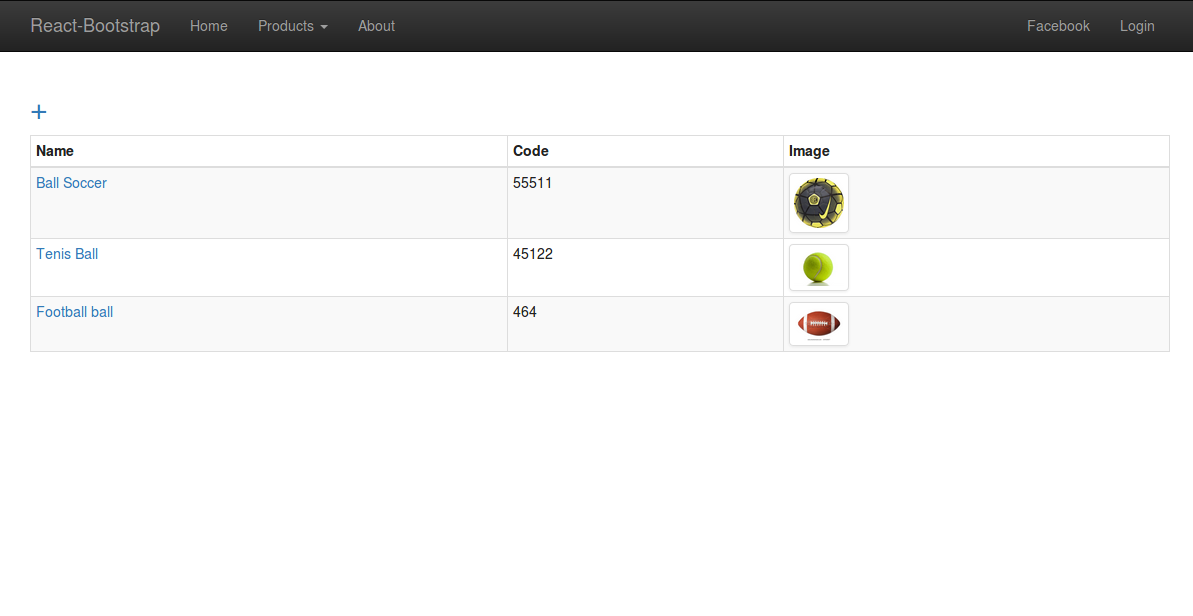 React-Bootstrap Home Products About Facebook Login
+
Name Code Image
Ball Soccer 55511
Tenis Ball 45122
Football ball 464